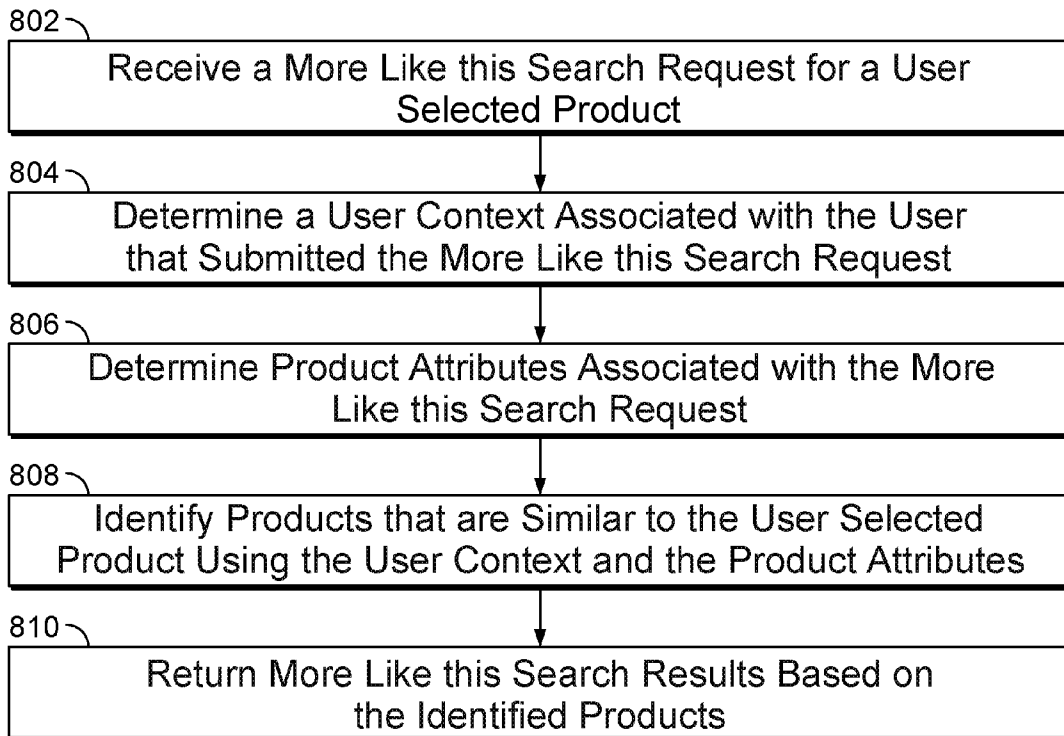 802
Receive a More Like this Search Request for a User
Selected Product
804
Determine a User Context Associated with the User
that Submitted the More Like this Search Request
806
Determine Product Attributes Associated with the More
Like this Search Request
808
Identify Products that are Similar to the User Selected
Product Using the User Context and the Product Attributes
810
Return More Like this Search Results Based on
the Identified Products